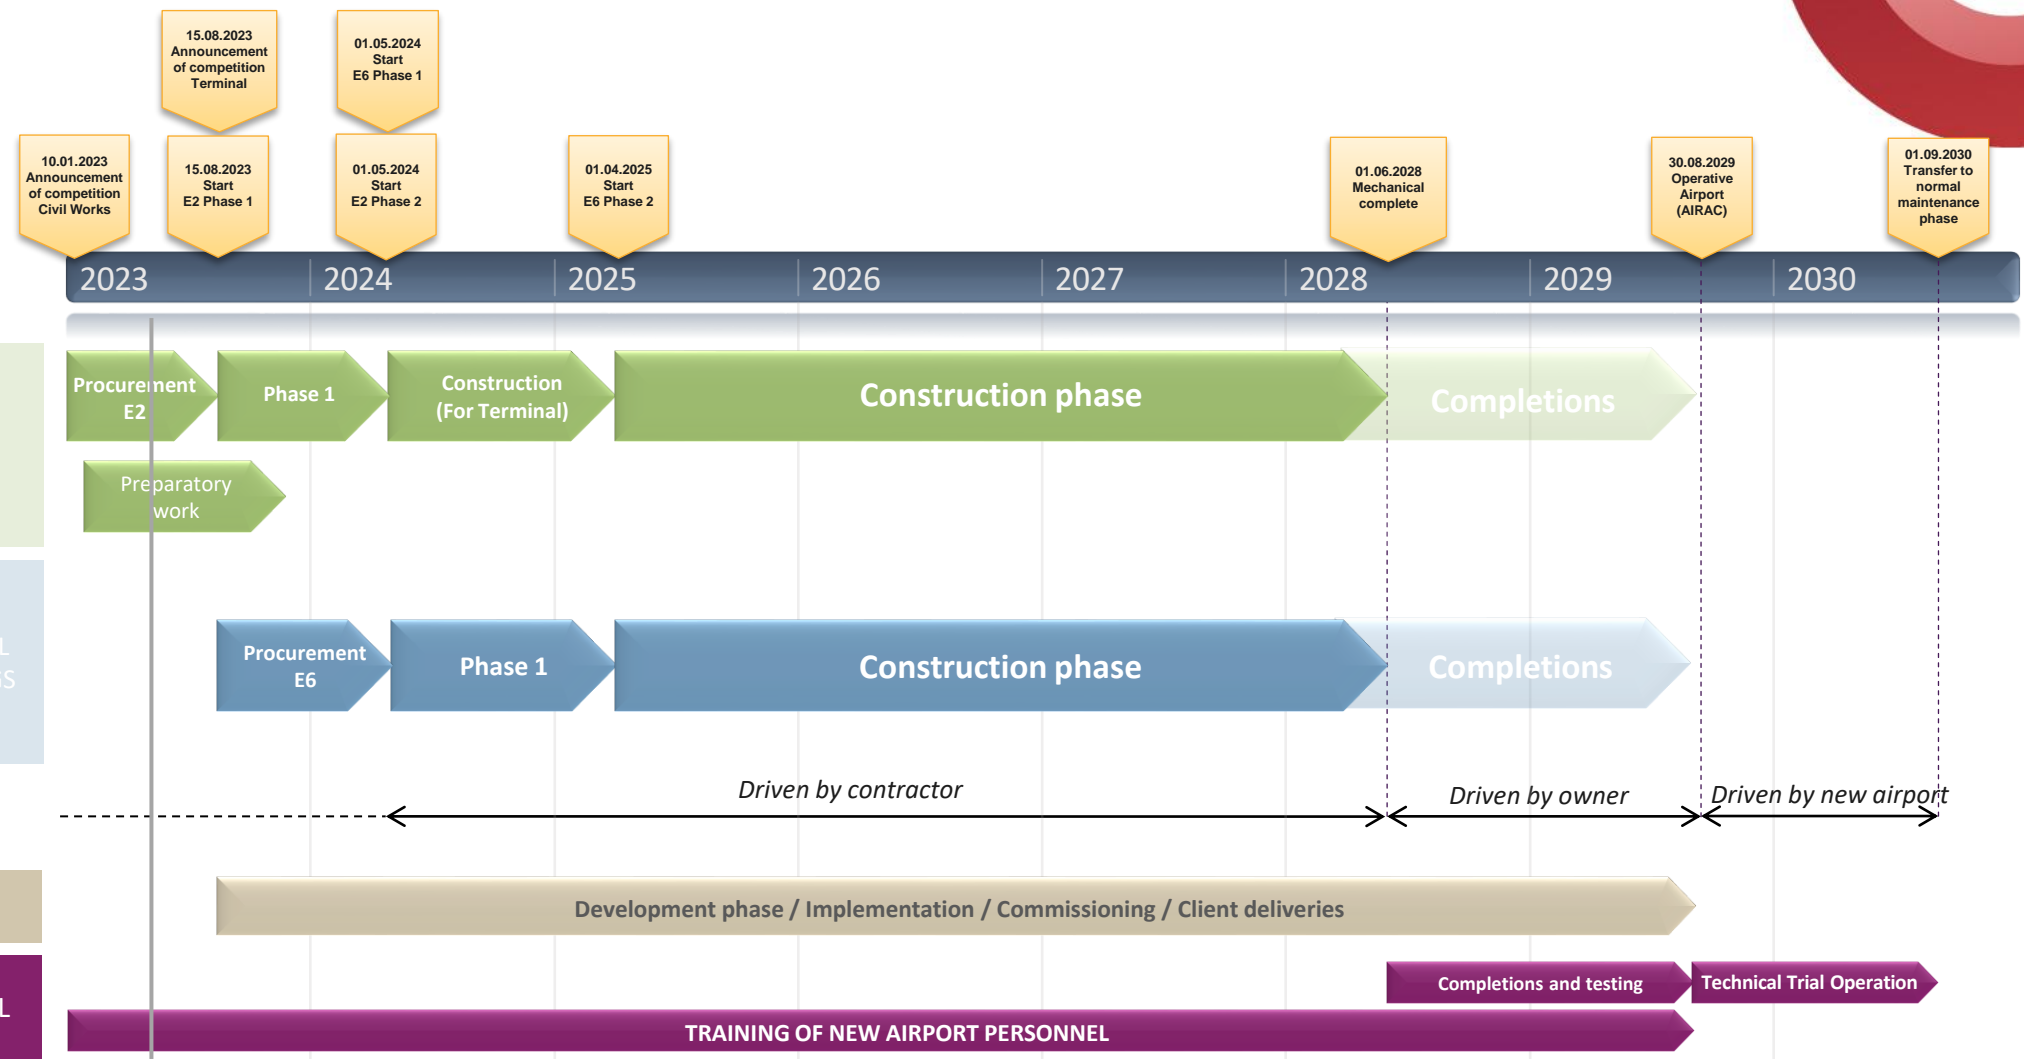 15.08.2023
Announcement
of competition
Terminal
01.05.2024
Start
E6 Phase 1
10.01.2023
Announcement
of competition
Civil Works
15.08.2023
Start
E2 Phase 1
01.05.2024
Start
E2 Phase 2
01.04.2025
Start
E6 Phase 2
01.06.2028
Mechanical
complete
30.08.2029
Operative
Airport
(AIRAC)
01.09.2030
Transfer to
normal
maintenance
phase
2023 2024 2025 2026 2027 2028 2029 2030
Procurement
E2
Phase 1
Construction
(For Terminal)
Construction phase
Completions
Preparatory
work
L
GS
Procurement
E6
Phase 1
Construction phase
Completions
Driven by contractor
Driven by owner
Driven by new airport
Development phase / Implementation / Commissioning / Client deliveries
Completions and testing
Technical Trial Operation
L
TRAINING OF NEW AIRPORT PERSONNEL